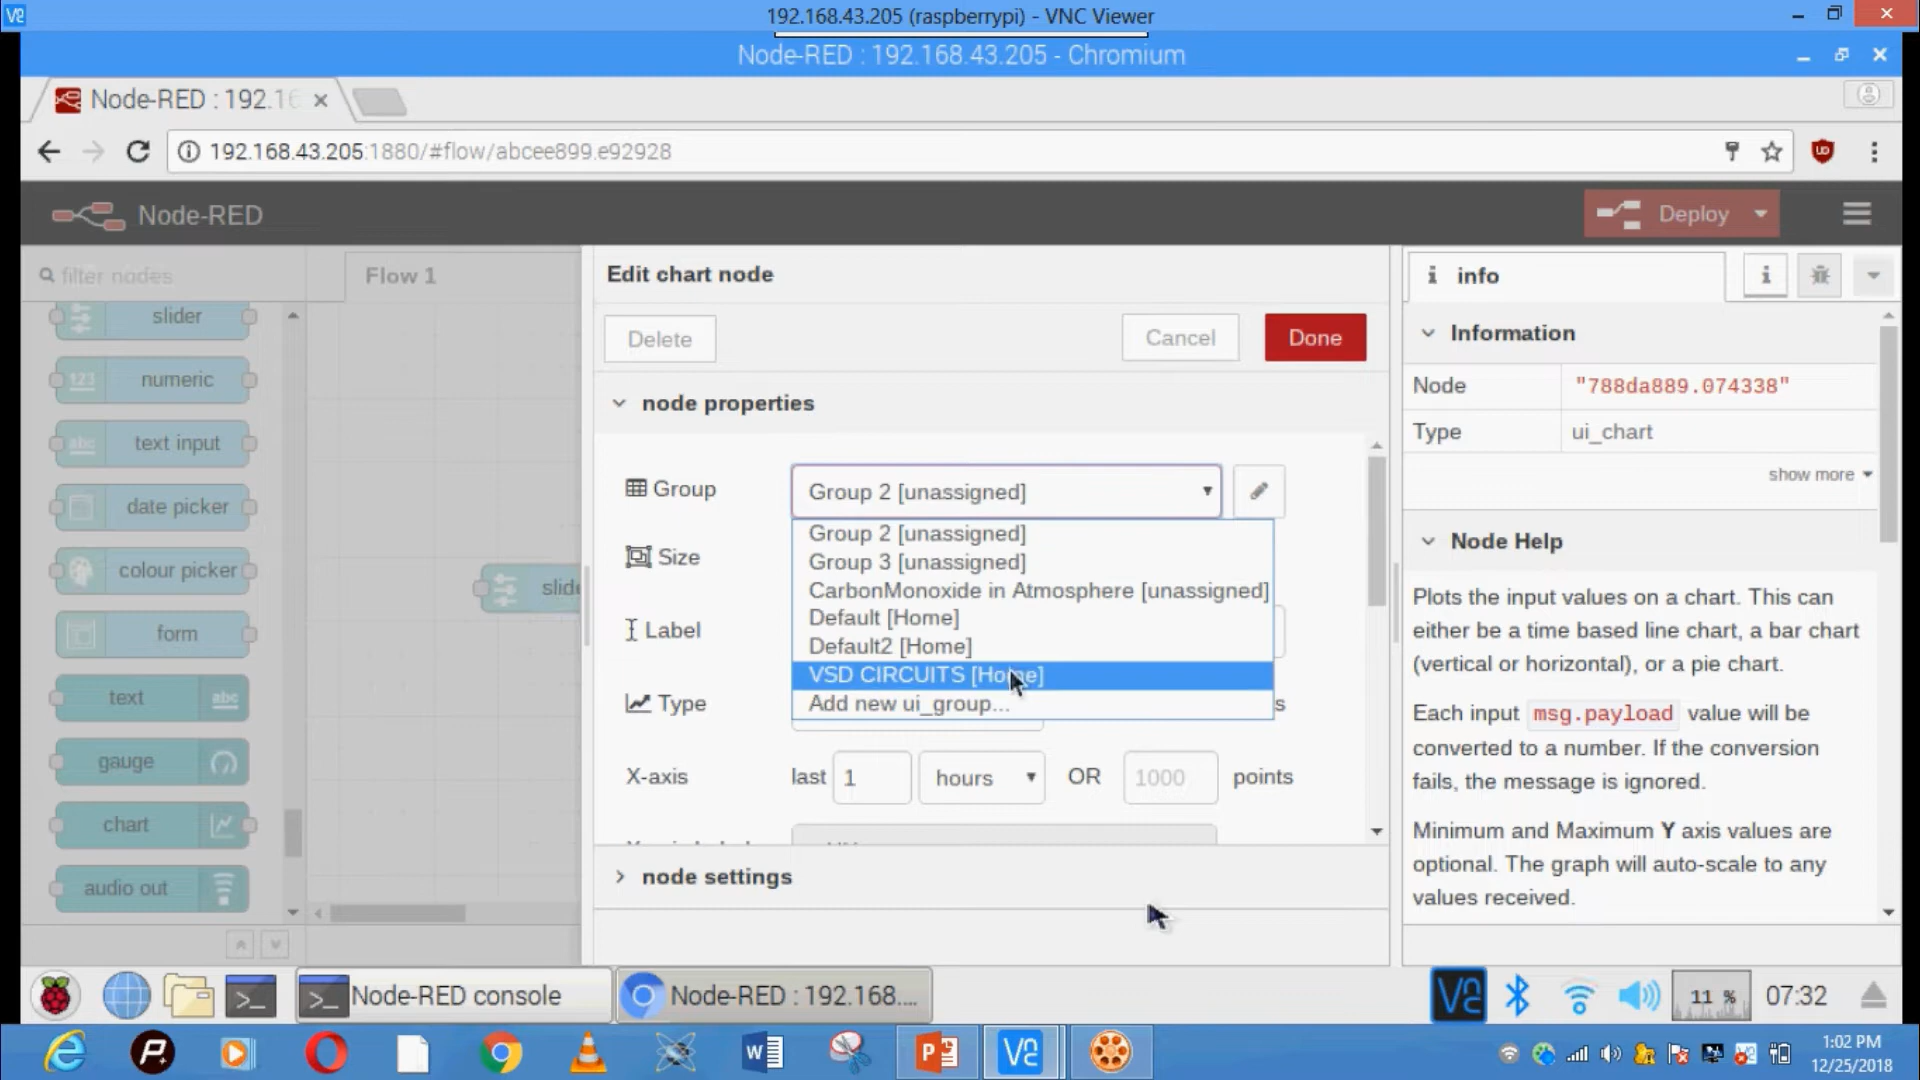 192.168.43.205 (raspberrypi) - VNC Viewer
Node-RED : 192.168.43.205 - Chromium
Node-RED : 192.16
192.168.43.205:1880/#flow/abcee899.e92928
Node-RED
Deploy
filter nodes
Flow 1
Edit chart node
info
slider
Delete
Cancel
Done
Information
numeric
Node
"788da889.074338"
node properties
Type
ui_chart
text input
show more
Group
Group 2 [unassigned]
date picker
Group 2 [unassigned]
Size
Group 3 [unassigned]
Node Help
colour picker
slide
CarbonMonoxide in Atmosphere [unassigned]
Plots the input values on a chart. This can
either be a time based line chart, a bar chart
(vertical or horizontal), or a pie chart.
Default [Home]
form
Label
Default2 [Home]
VSD CIRCUITS [Home]
text
Type
Add new ui_group...
s
Each input msg.payload value will be
converted to a number. If the conversion
fails, the message is ignored.
gauge
X-axis
last 1 hours OR 1000 points
chart
Minimum and Maximum Y axis values are
optional. The graph will auto-scale to any
values received.
node settings
audio out
Node-RED console
Node-RED : 192.168....
11 %
07:32
1:02 PM
12/25/2018